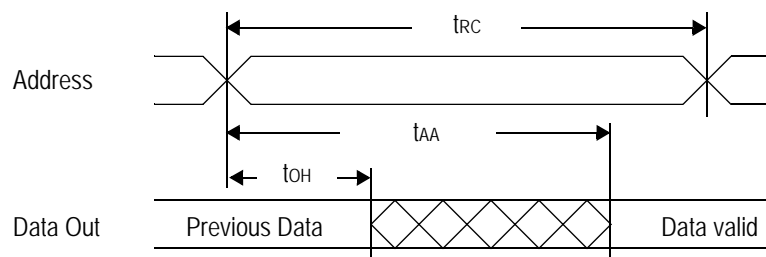 tRC
Address
tAA
tOH
Data Out Previous Data Data valid